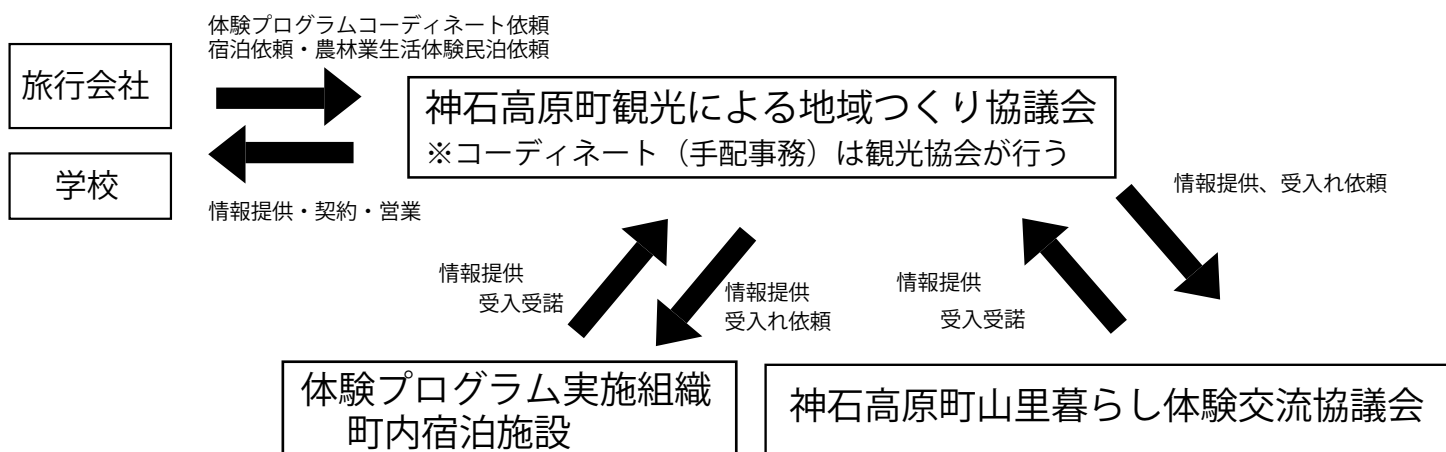 体験プログラムコーディネート依頼
宿泊依頼・農林業生活体験民泊依頼
旅行会社
学校
情報提供・契約・営業
神石高原町観光による地域つくり協議会
※コーディネート（手配事務）は観光協会が行う
情報提供、受入れ依頼
情報提供
受入受諾
情報提供
受入れ依頼
情報提供
受入受諾
体験プログラム実施組織
町内宿泊施設
神石高原町山里暮らし体験交流協議会